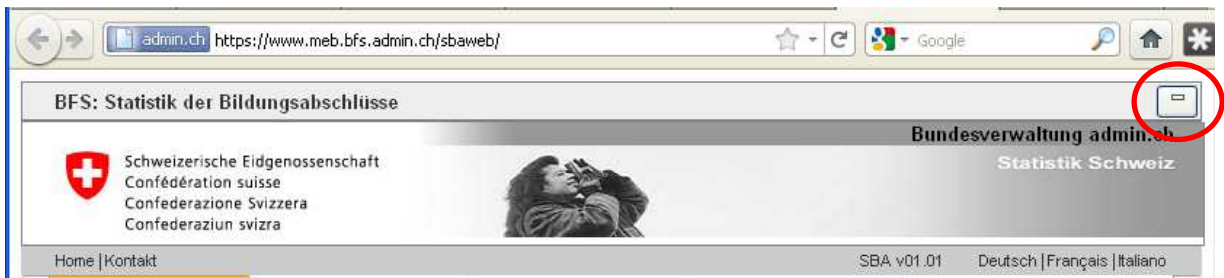 admin.ch https://www.meb.bfs.admin.ch/sbaweb/ Google
BFS: Statistik der Bildungsabschlüsse
Bundesverwaltung admin.ch
Statistik Schweiz
Schweizerische Eidgenossenschaft
Confédération suisse
Confederazione Svizzera
Confederaziun svizra
Home | Kontakt SBA v01.01 Deutsch | Français | Italiano